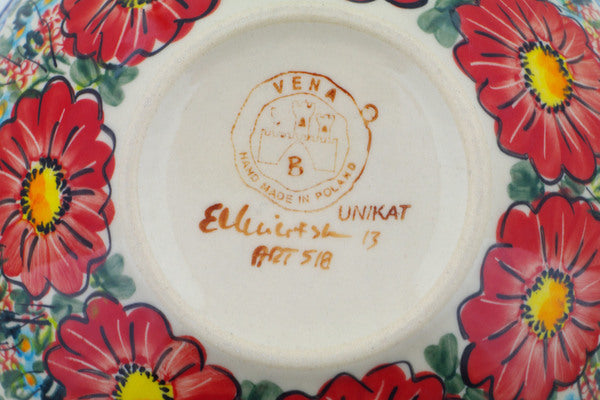 VENA
B
HAND MADE IN POLAND
UNIKAT
13
ART 518